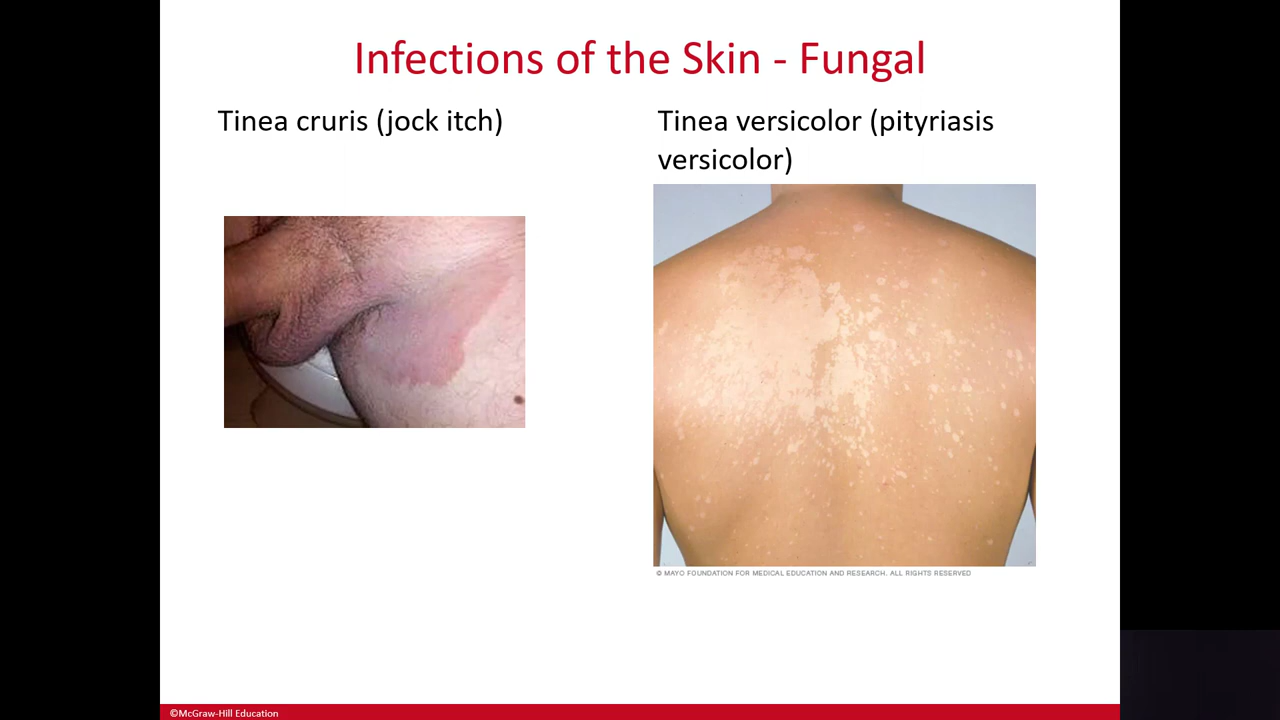 Infections of the Skin - Fungal
Tinea cruris (jock itch)
Tinea versicolor (pityriasis
versicolor)
© MAYO FOUNDATION FOR MEDICAL EDUCATION AND RESEARCH. ALL RIGHTS RESERVED
©McGraw-Hill Education